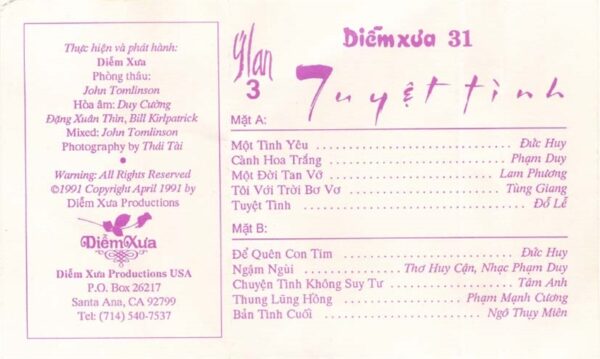 Thực hiện và phát hành:
Diễm Xưa
Phòng thâu:
John Tomlinson
Hòa âm: Duy Cường
Đặng Xuân Thìn, Bill Kirlpatrick
Mixed: John Tomlinson
Photography by Thái Tài
Warning: All Rights Reserved
©1991 Copyright April 1991 by
Diễm Xưa Productions
DiễmXưa
Diễm Xưa Productions USA
P.O. Box 26217
Santa Ana, CA 92799
Tel: (714) 540-7537
Ylan
3
Diễmxưa 31
Tuyệt tình
Mặt A:
Một Tình Yêu ........ Đức Huy
Cành Hoa Trắng ........ Phạm Duy
Một Đời Tan Vỡ ........ Lam Phương
Tôi Với Trời Bơ Vơ ........ Tùng Giang
Tuyệt Tình ........ Đỗ Lễ
Mặt B:
Để Quên Con Tim ........ Đức Huy
Ngậm Ngùi ........ Thơ Huy Cận, Nhạc Phạm Duy
Chuyện Tình Không Suy Tư ........ Tâm Anh
Thung Lũng Hồng ........ Phạm Mạnh Cương
Bản Tình Cuối ........ Ngô Thụy Miên